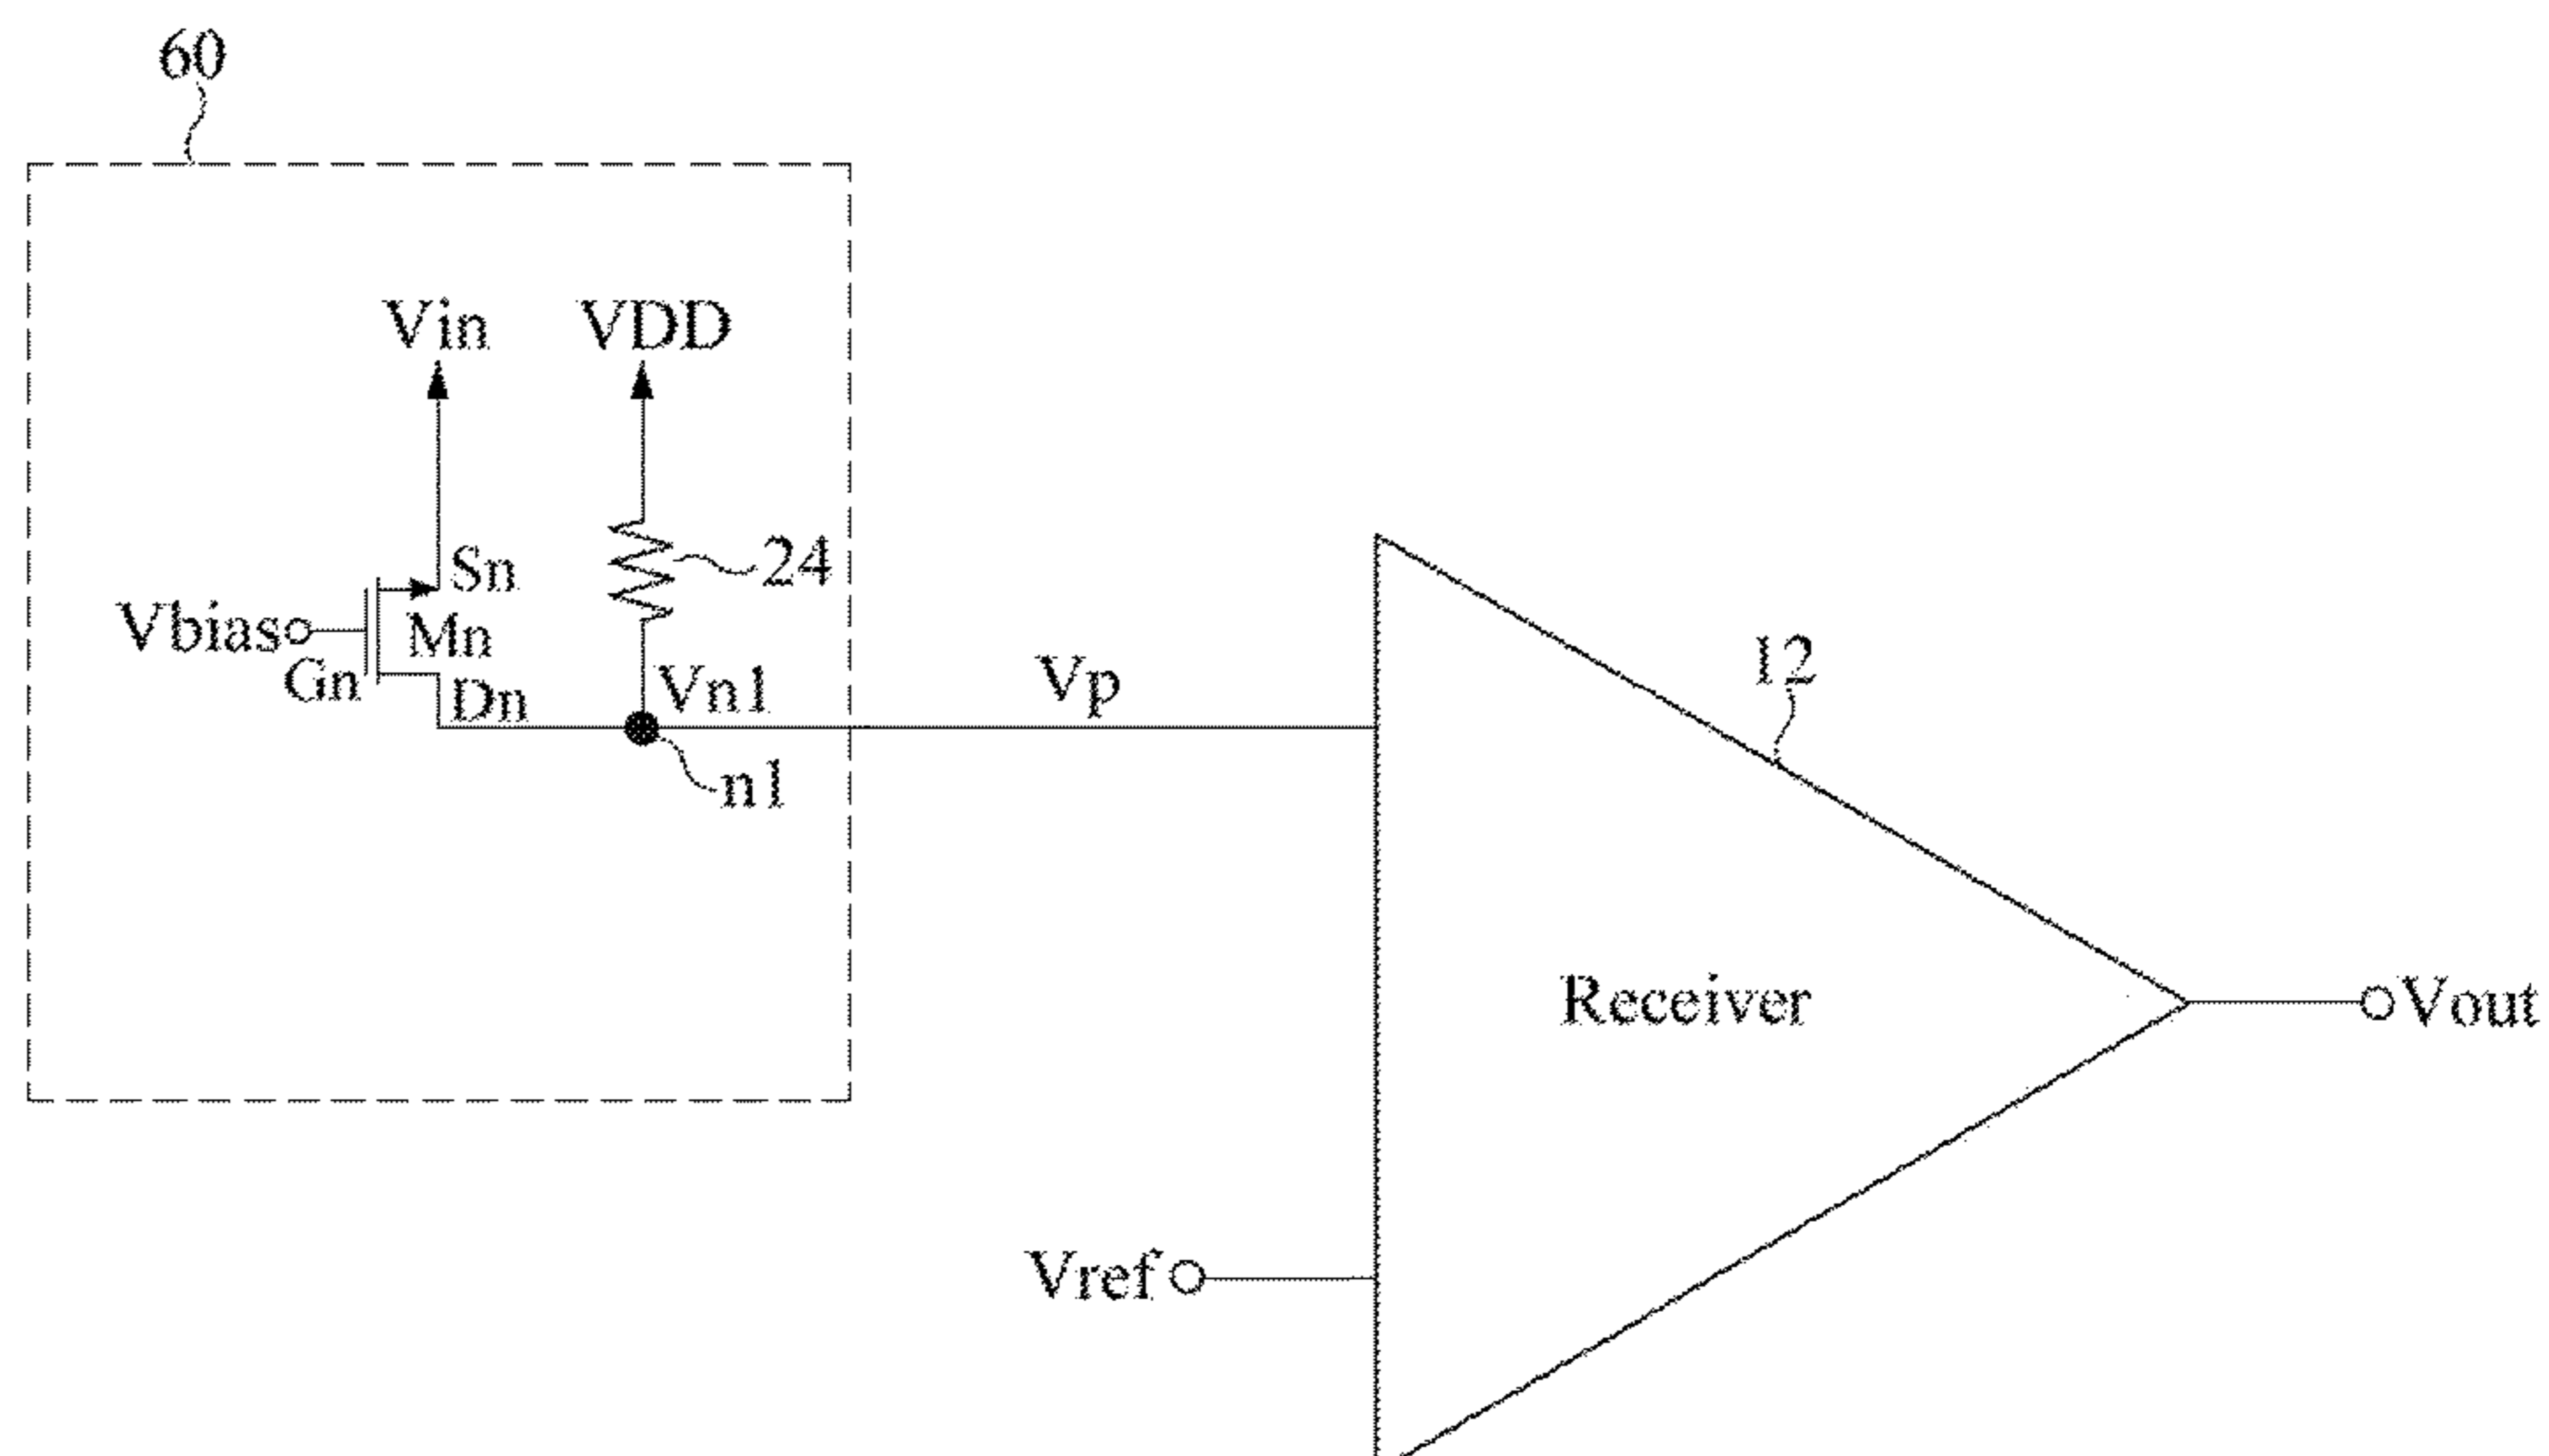 60
Vin
VDD
Sn
24
Vbias
Mn
Gn
Dn
Vn1
n1
Vp
12
Receiver
Vout
Vref